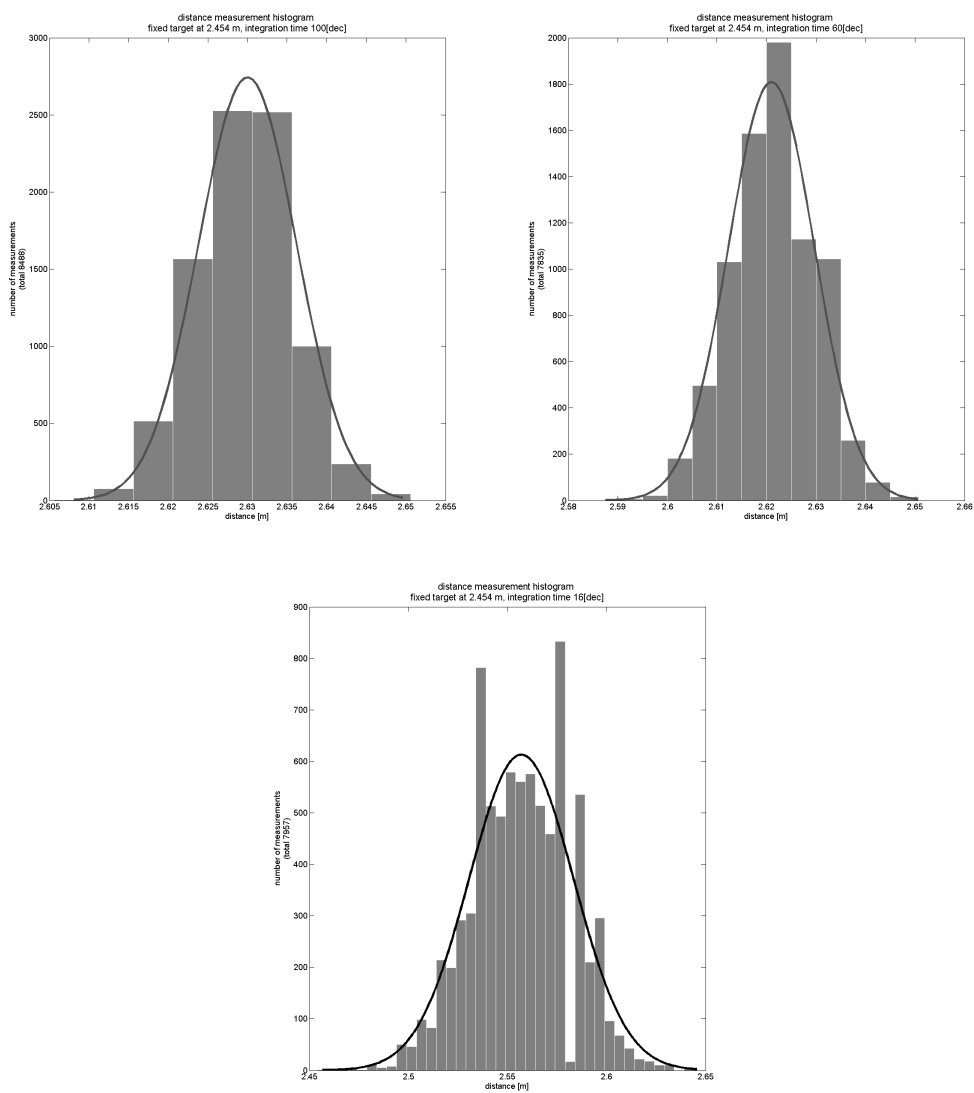 distance measurement histogram
fixed target at 2.454 m, integration time 100[dec]
3000
2500
2000
1500
1000
500
0
number of measurements
(total 8488)
2.605 2.61 2.615 2.62 2.625 2.63 2.635 2.64 2.645 2.65 2.655
distance [m]
distance measurement histogram
fixed target at 2.454 m, integration time 60[dec]
2000
1800
1600
1400
1200
1000
800
600
400
200
0
number of measurements
(total 7835)
2.58 2.59 2.6 2.61 2.62 2.63 2.64 2.65 2.66
distance [m]
distance measurement histogram
fixed target at 2.454 m, integration time 16[dec]
900
800
700
600
500
400
300
200
100
0
number of measurements
(total 7957)
2.45 2.5 2.55 2.6 2.65
distance [m]